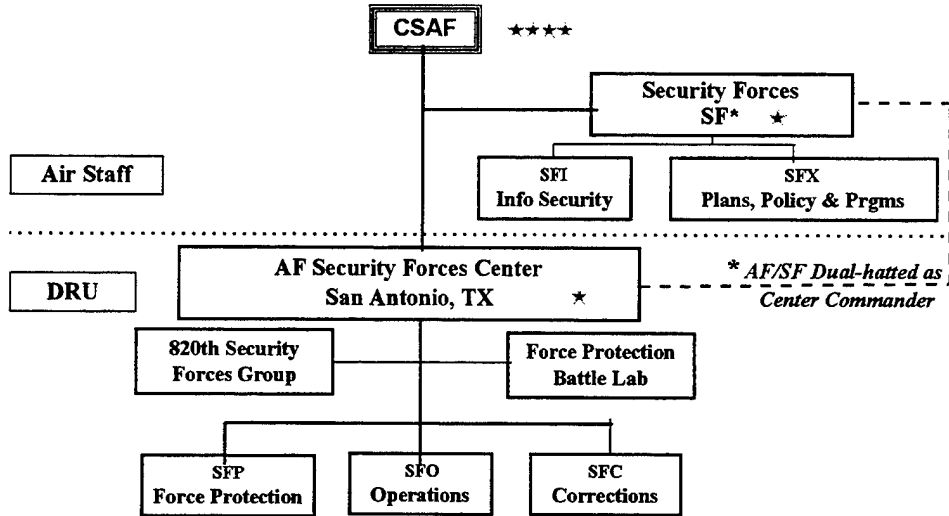 CSAF
Security Forces
SF*
Air Staff
SFI
Info Security
SFX
Plans, Policy & Prgms
AF Security Forces Center
San Antonio, TX
* AF/SF Dual-hatted as
Center Commander
DRU
820th Security
Forces Group
Force Protection
Battle Lab
SFP
Force Protection
SFO
Operations
SFC
Corrections